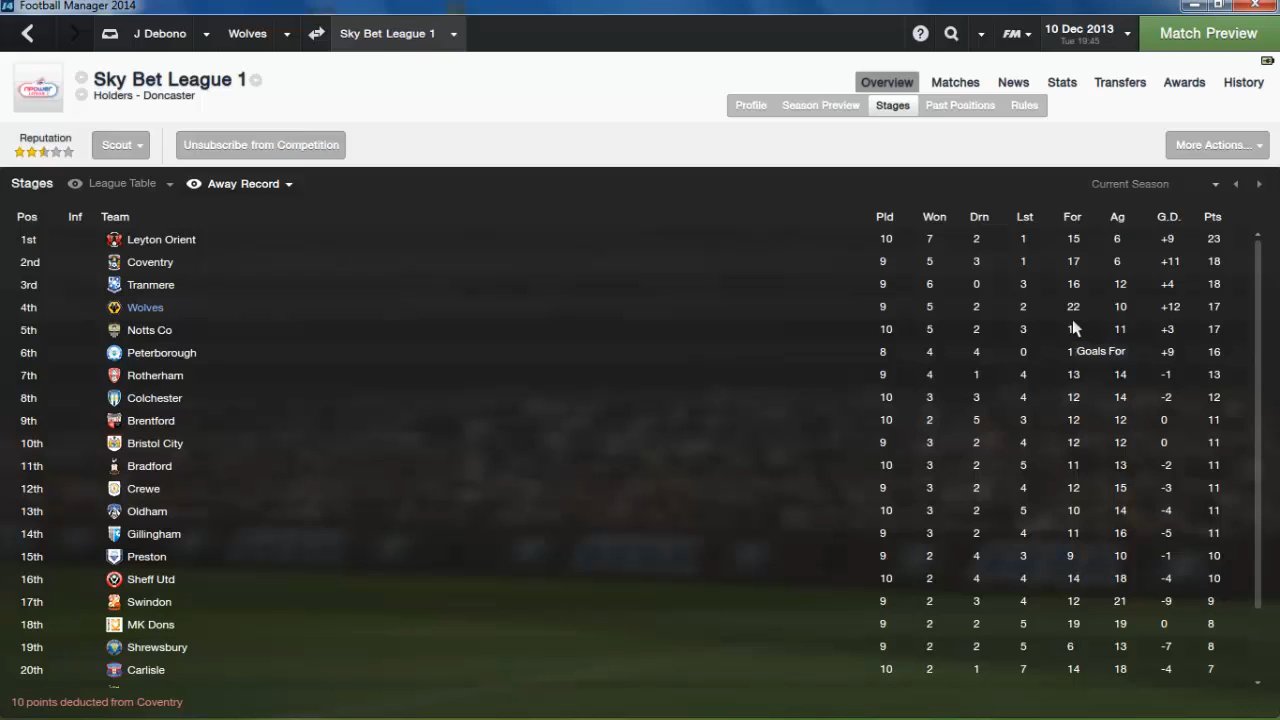 Football Manager 2014
J Debono Wolves Sky Bet League 1 ? FM 10 Dec 2013 Match Preview
Tue 19:45
Sky Bet League 1
Holders - Doncaster
Overview Matches News Stats Transfers Awards History
Profile Season Preview Stages Past Positions Rules
Reputation
Scout Unsubscribe from Competition More Actions...
Stages League Table Away Record Current Season
Pos Inf Team Pld Won Drn Lst For Ag G.D. Pts
1st Leyton Orient 10 7 2 1 15 6 +9 23
2nd Coventry 9 5 3 1 17 6 +11 18
3rd Tranmere 9 6 0 3 16 12 +4 18
4th Wolves 9 5 2 2 22 10 +12 17
5th Notts Co 10 5 2 3 11 +3 17
6th Peterborough 8 4 4 0 Goals For +9 16
7th Rotherham 9 4 1 4 13 14 -1 13
8th Colchester 10 3 3 4 12 14 -2 12
9th Brentford 10 2 5 3 12 12 0 11
10th Bristol City 9 3 2 4 12 12 0 11
11th Bradford 10 3 2 5 11 13 -2 11
12th Crewe 9 3 2 4 12 15 -3 11
13th Oldham 10 3 2 5 10 14 -4 11
14th Gillingham 9 3 2 4 11 16 -5 11
15th Preston 9 2 4 3 9 10 -1 10
16th Sheff Utd 10 2 4 4 14 18 -4 10
17th Swindon 9 2 3 4 12 21 -9 9
18th MK Dons 9 2 2 5 19 19 0 8
19th Shrewsbury 9 2 2 5 6 13 -7 8
20th Carlisle 10 2 1 7 14 18 -4 7
10 points deducted from Coventry